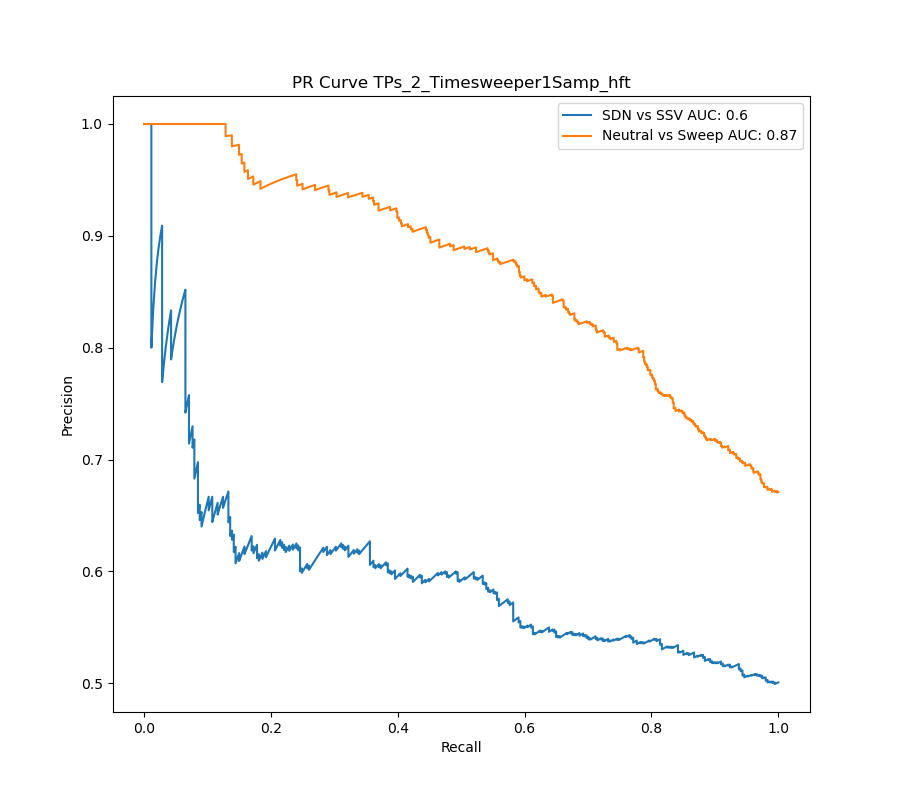 PR Curve TPs_2_Timesweeper1Samp_hft
SDN vs SSV AUC: 0.6
Neutral vs Sweep AUC: 0.87
1.0
0.9
0.8
0.7
0.6
0.5
Precision
0.0 0.2 0.4 0.6 0.8 1.0
Recall